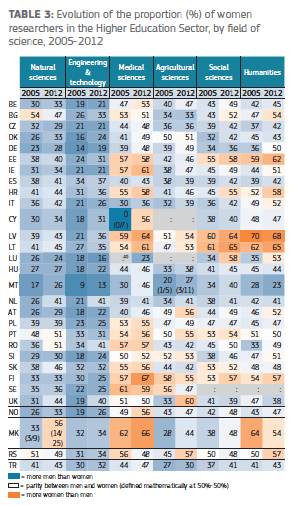 TABLE 3: Evolution of the proportion (%) of women
researchers in the Higher Education Sector, by field of
science, 2005-2012
Natural sciences Engineering & technology Medical sciences Agricultural sciences Social sciences Humanities
2005 2012 2005 2012 2005 2012 2005 2012 2005 2012 2005 2012
BE 30 33 19 21 47 53 40 47 43 49 42 45
BG 54 47 26 33 53 51 34 33 43 52 47 54
CZ 32 29 21 21 44 48 36 36 39 42 37 42
DK 26 33 16 24 41 49 50 51 32 42 45 43
DE 23 28 14 19 39 48 39 49 34 36 36 50
EE 38 40 24 31 57 58 42 46 55 58 59 62
IE 31 34 21 21 57 61 38 47 45 49 44 51
ES 38 41 34 37 40 43 38 39 39 42 39 42
HR 41 44 31 36 55 58 41 46 45 55 52 58
IT 36 42 21 26 30 36 32 39 36 42 49 52
CY 30 34 18 31 0 56 : : 38 40 48 47
LV 39 43 21 36 59 64 51 53 60 64 70 68
LT 41 45 27 35 54 61 47 53 61 65 62 65
LU 26 24 18 16 23 : : 34 58 35 53
HU 27 27 18 22 44 46 33 38 41 45 45 44
MT 17 26 9 13 30 46 20 (1/5) 27 (3/11) 34 40 28 23
NL 26 41 21 41 39 41 34 41 38 41 42 41
AT 26 29 18 22 40 46 49 56 44 49 46 52
PL 39 39 23 25 53 55 47 49 47 47 45 47
PT 48 51 33 31 54 56 50 55 53 54 51 50
RO 36 51 34 41 57 57 43 42 45 50 33 49
SI 29 30 18 24 50 52 52 53 38 46 47 51
SK 38 46 32 32 55 56 44 42 53 52 48 48
FI 33 33 30 25 57 67 55 58 53 57 54 57
SE 35 36 22 25 61 59 56 47 : : : :
UK 31 44 19 40 51 50 33 60 41 39 47 38
NO 26 33 19 26 49 56 43 47 42 48 43 47
MK 33 (3/9) 56 (14/25) 32 34 62 66 28 44 38 48 64 54
RS 51 49 31 34 56 48 45 57 50 48 50 57
TR 41 43 30 32 44 47 27 30 37 41 41 43
= more men than women
= parity between men and women (defined mathematically at 50%-50%)
= more women than men